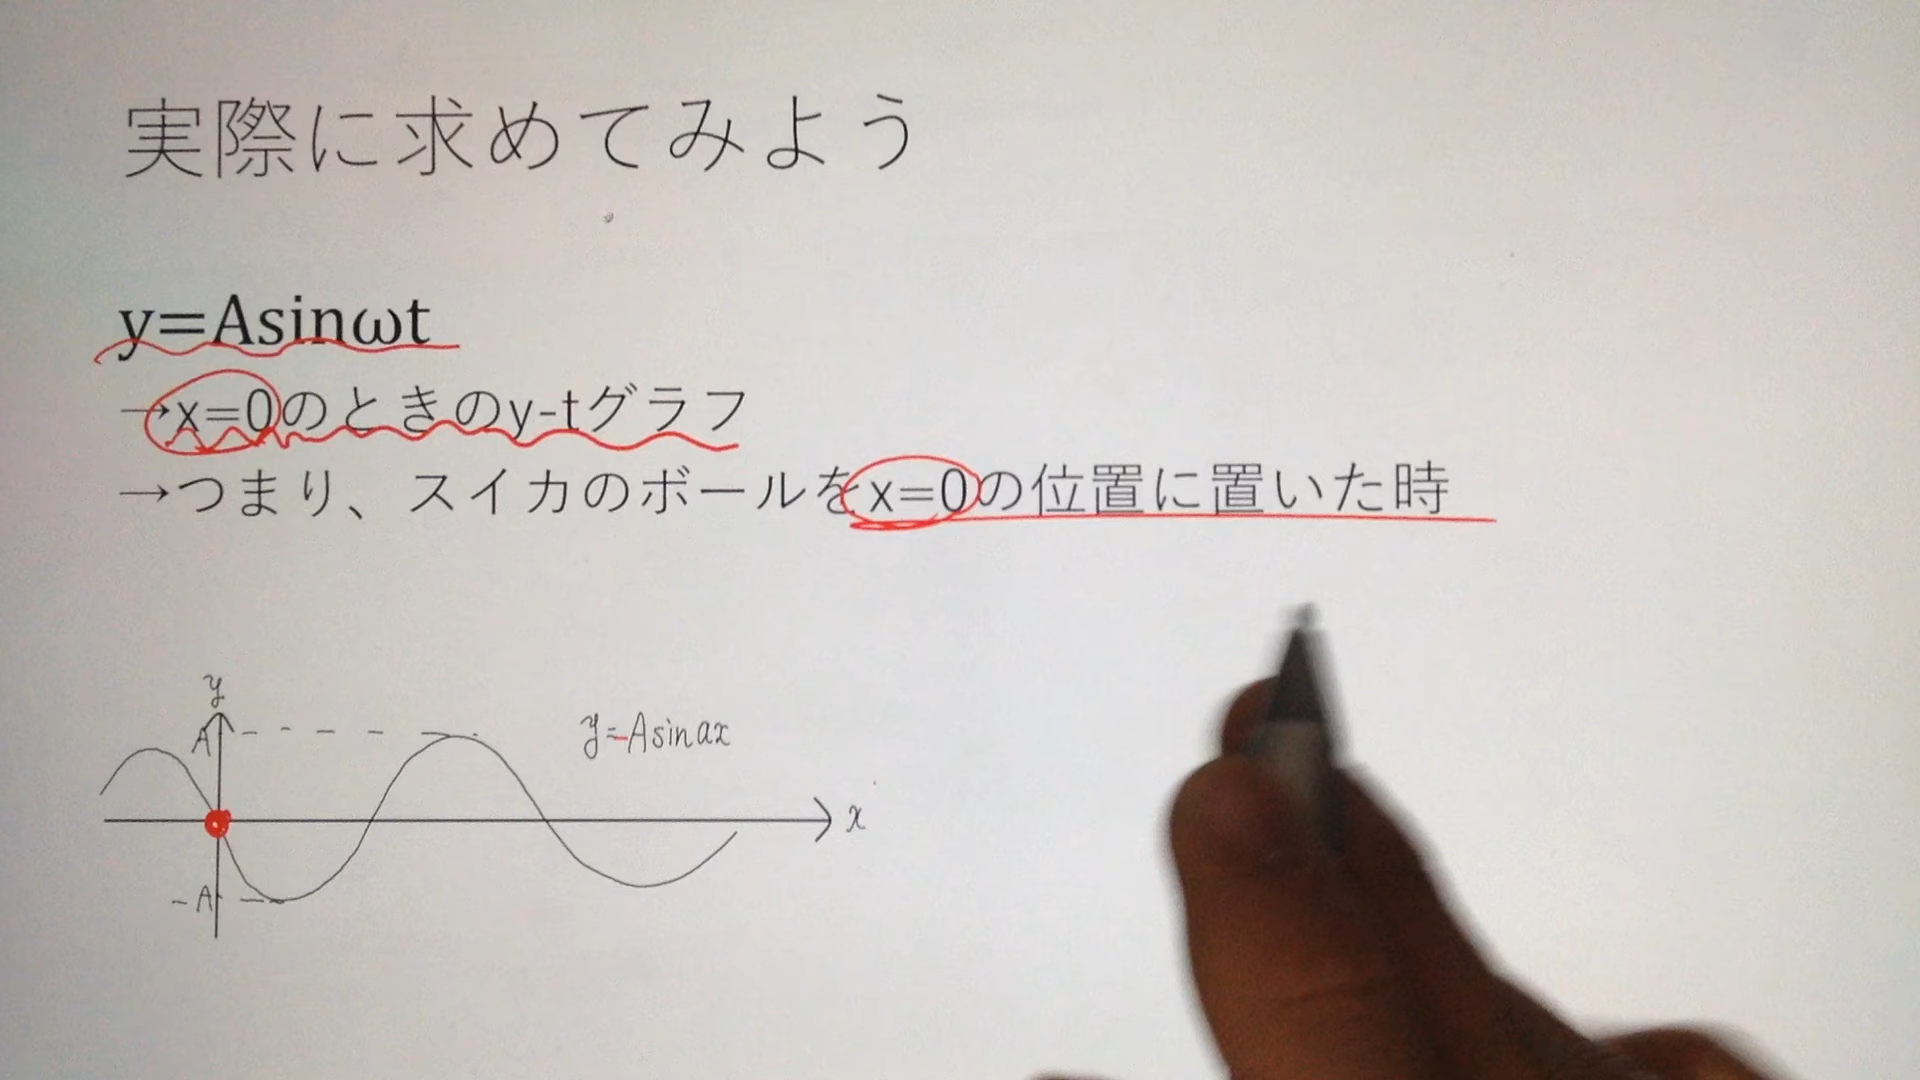 実際に求めてみよう
y=Asinωt
→x=0のときのy-tグラフ
→つまり、スイカのボールをx=0の位置に置いた時
y
A
y=-Asinax
x
-A